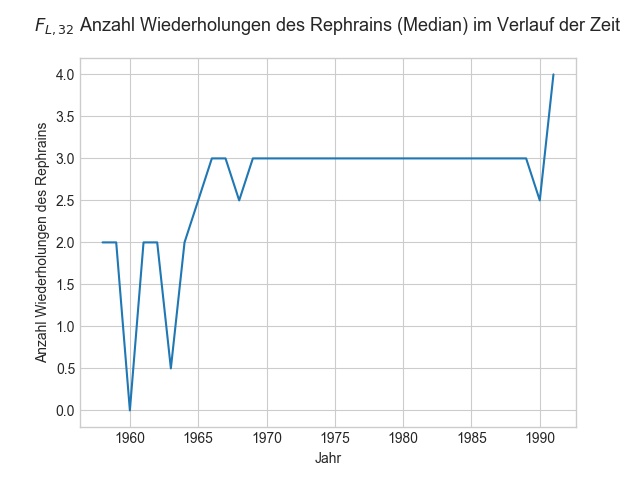 F_{L,32} Anzahl Wiederholungen des Rephrains (Median) im Verlauf der Zeit
Anzahl Wiederholungen des Rephrains
4.0
3.5
3.0
2.5
2.0
1.5
1.0
0.5
0.0
1960 1965 1970 1975 1980 1985 1990
Jahr